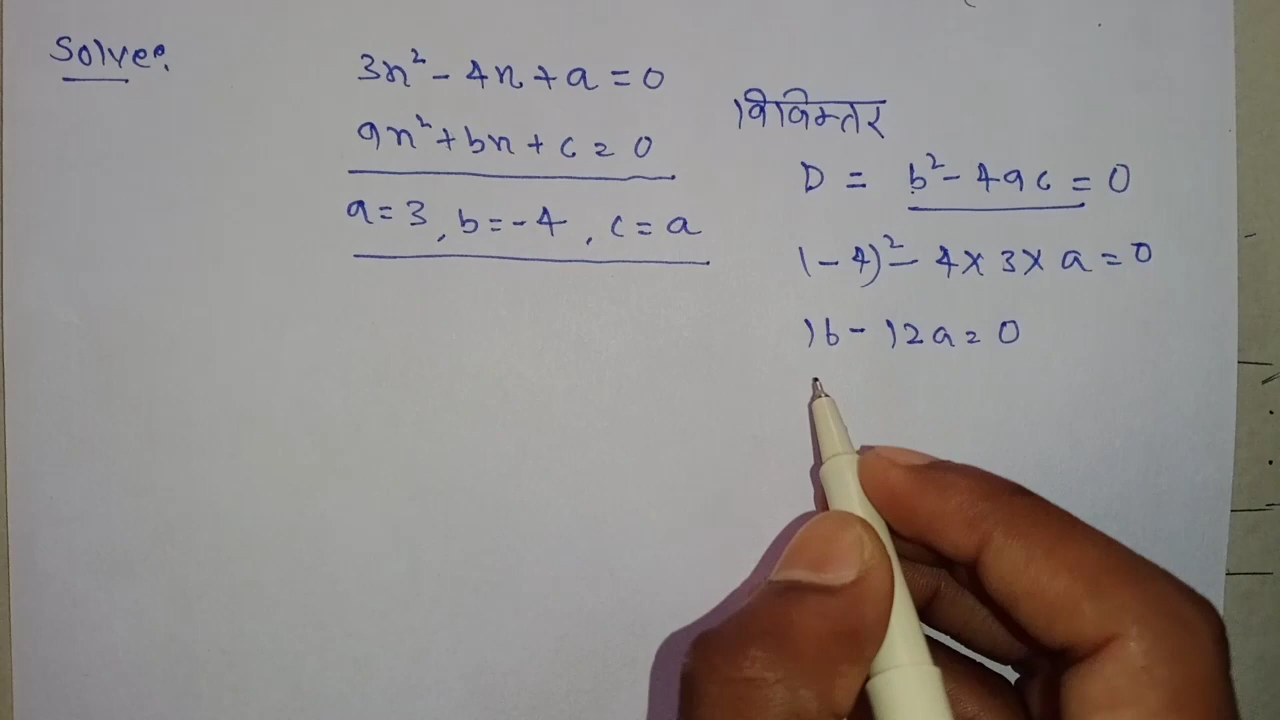 Solve:
3x² - 4x + a = 0
ax² + bx + c = 0
a = 3, b = -4, c = a
विविक्तर
D = b² - 4ac = 0
(-4)² - 4 × 3 × a = 0
16 - 12a = 0